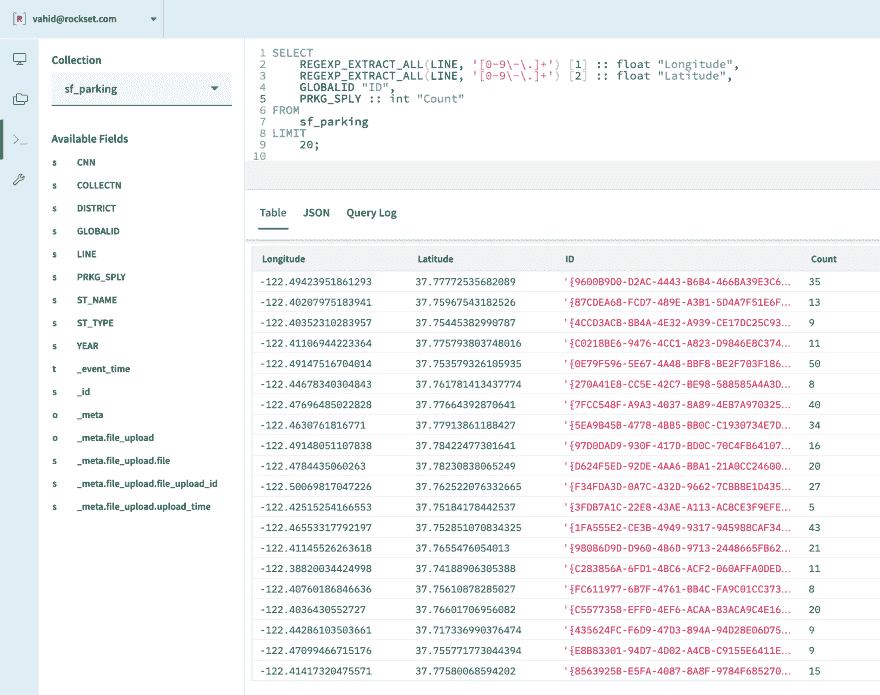 [R] vahid@rockset.com
Collection
sf_parking
Available Fields
s CNN
s COLLECTN
s DISTRICT
s GLOBALID
s LINE
s PRKG_SPLY
s ST_NAME
s ST_TYPE
s YEAR
t _event_time
s _id
o _meta
o _meta.file_upload
s _meta.file_upload.file
s _meta.file_upload.file_upload_id
s _meta.file_upload.upload_time
1 SELECT
2 REGEXP_EXTRACT_ALL(LINE, '[0-9\-\.]+') [1] :: float "Longitude",
3 REGEXP_EXTRACT_ALL(LINE, '[0-9\-\.]+') [2] :: float "Latitude",
4 GLOBALID "ID",
5 PRKG_SPLY :: int "Count"
6 FROM
7 sf_parking
8 LIMIT
9 20;
10
Table JSON Query Log
Longitude Latitude ID Count
-122.49423951861293 37.77772535682089 '{9600B9D0-D2AC-4443-B6B4-466BA39E3C6... 35
-122.40207975183941 37.75967543182526 '{87CDEA68-FCD7-489E-A3B1-5D4A7F51E6F... 13
-122.40352310283957 37.75445382990787 '{4CCD3ACB-8B4A-4E32-A939-CE17DC25C93... 9
-122.41106944223364 37.775793803748016 '{C0218BE6-9476-4CC1-A823-D9846E8C374... 11
-122.49147516704014 37.753579326105935 '{0E79F596-5E67-4A48-BBF8-BE2F703F186... 50
-122.44678340304843 37.761781413437774 '{270A41E8-CC5E-42C7-BE98-588585A4A3D... 8
-122.47696485022828 37.77664392870641 '{7FCC548F-A9A3-4037-8A89-4EB7A970325... 40
-122.4630761816771 37.77913861188427 '{5EA9B45B-4778-4BB5-BB0C-C1930734E7D... 34
-122.49148051107838 37.78422477301641 '{97D0DAD9-930F-417D-BD0C-70C4FB64107... 16
-122.4784435060263 37.78230838065249 '{D624F5ED-92DE-4AA6-BBA1-21A0CC24600... 20
-122.50069817047226 37.762522076332665 '{F34FDA3D-0A7C-432D-9662-7CBB8E1D435... 27
-122.42515254166553 37.75184178442537 '{3FDB7A1C-22E8-43AE-A113-AC8CE3F9EFE... 5
-122.46553317792197 37.752851070834325 '{1FA555E2-CE3B-4949-9317-945988CAF34... 43
-122.41145526263618 37.7655476054013 '{98086D9D-D960-4B6D-9713-2448665FB62... 21
-122.38820034424998 37.74188906305388 '{C283856A-6FD1-4BC6-ACF2-060AFFA0DED... 11
-122.40760186846636 37.75610878285027 '{FC611977-6B7F-4761-BB4C-FA9C01CC373... 8
-122.4036430552727 37.76601706956082 '{C5577358-EFF0-4EF6-ACAA-83ACA9C4E16... 20
-122.44286103503661 37.717336990376474 '{435624FC-F6D9-47D3-894A-94D28E06D75... 9
-122.47099466715176 37.755771773044394 '{E8B83301-94D7-4D02-A4CB-C9155E6411E... 9
-122.41417320475571 37.77580068594202 '{8563925B-E5FA-4087-8A8F-9784F685270... 15